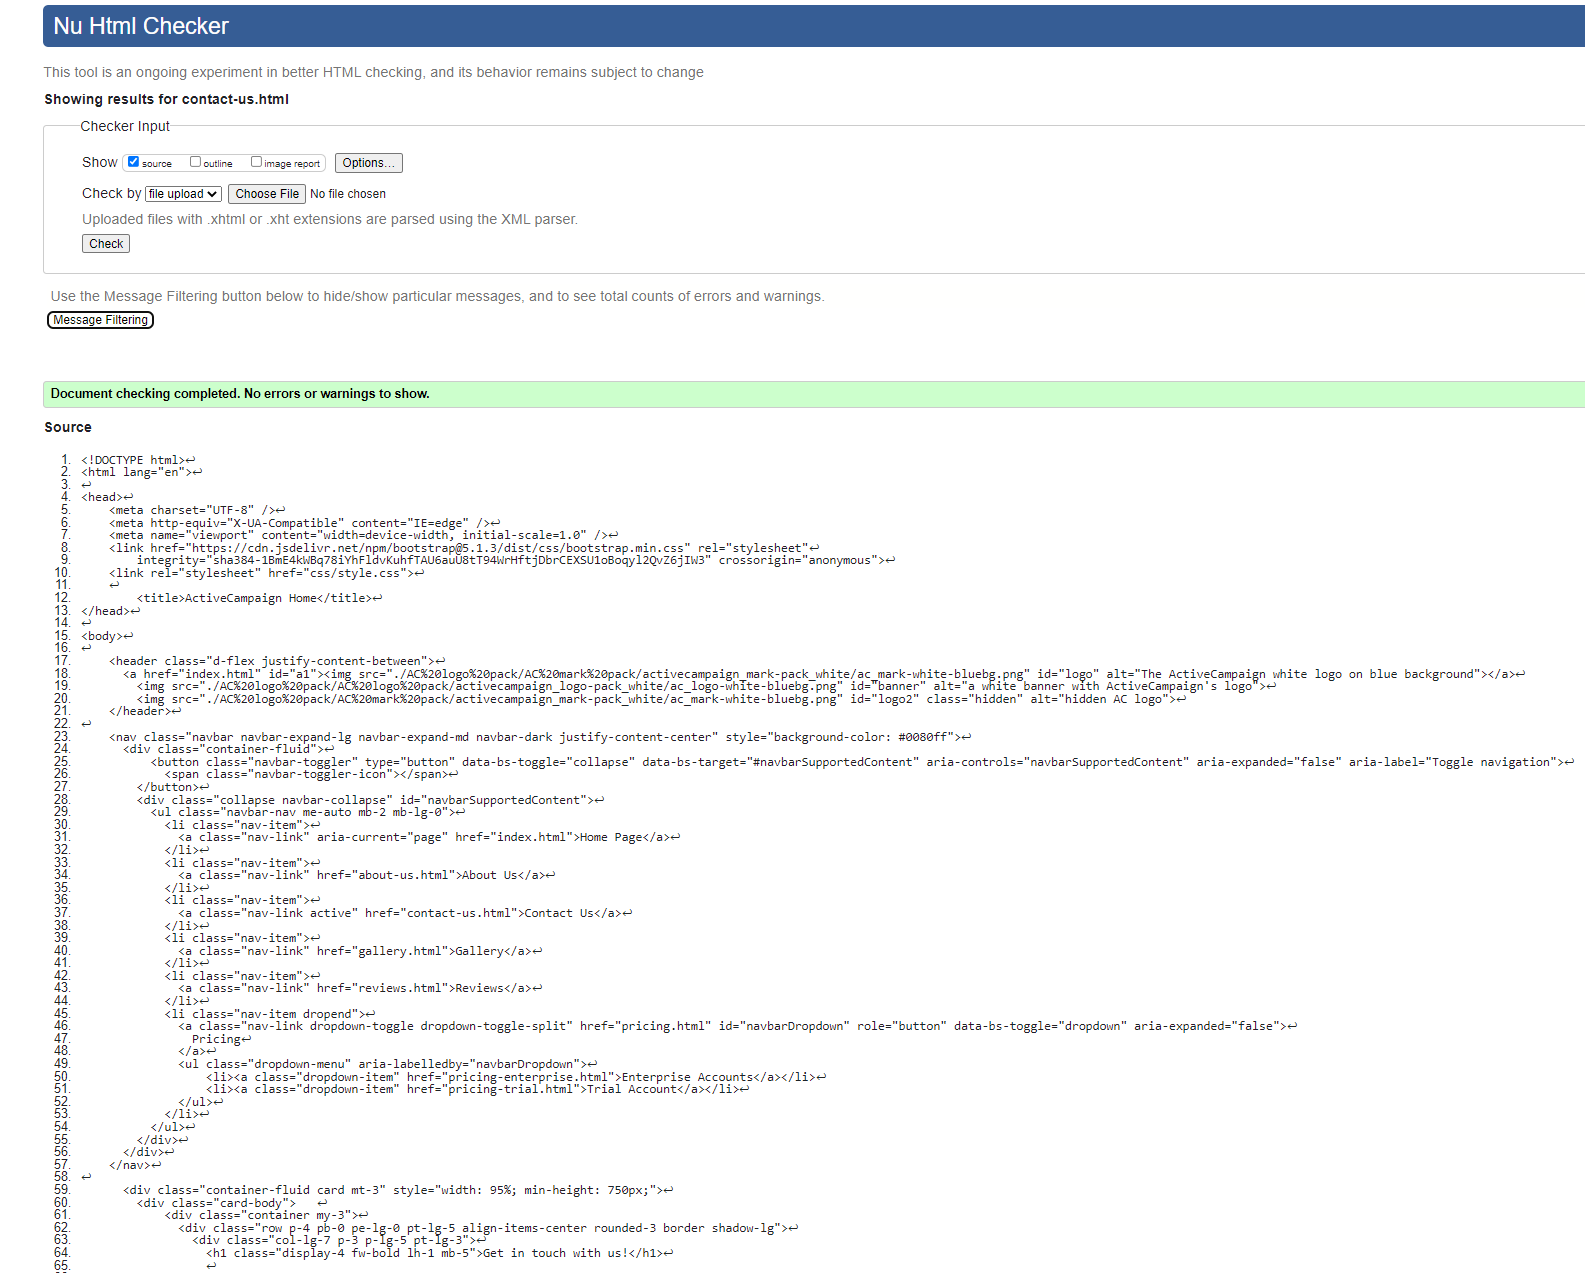 Nu Html Checker
This tool is an ongoing experiment in better HTML checking, and its behavior remains subject to change
Showing results for contact-us.html
Checker Input
Show source outline image report Options...
Check by file upload Choose File No file chosen
Uploaded files with .xhtml or .xht extensions are parsed using the XML parser.
Check
Use the Message Filtering button below to hide/show particular messages, and to see total counts of errors and warnings.
Message Filtering
Document checking completed. No errors or warnings to show.
Source
1. <!DOCTYPE html>↩
2. <html lang="en">↩
3. ↩
4. <head>↩
5. <meta charset="UTF-8" />↩
6. <meta http-equiv="X-UA-Compatible" content="IE=edge" />↩
7. <meta name="viewport" content="width=device-width, initial-scale=1.0" />↩
8. <link href="https://cdn.jsdelivr.net/npm/bootstrap@5.1.3/dist/css/bootstrap.min.css" rel="stylesheet"↩
9. integrity="sha384-1BmE4kWBq78iYhFldvKuhfTAU6auU8tT94WrHftjDbrCEXSU1oBoqyl2QvZ6jIW3" crossorigin="anonymous">↩
10. <link rel="stylesheet" href="css/style.css">↩
11. ↩
12. <title>ActiveCampaign Home</title>↩
13. </head>↩
14. ↩
15. <body>↩
16. ↩
17. <header class="d-flex justify-content-between">↩
18. <a href="index.html" id="a1"><img src="./AC%20logo%20pack/AC%20mark%20pack/activecampaign_mark-pack_white/ac_mark-white-bluebg.png" id="logo" alt="The ActiveCampaign white logo on blue background"></a>↩
19. <img src="./AC%20logo%20pack/AC%20logo%20pack/activecampaign_logo-pack_white/ac_logo-white-bluebg.png" id="banner" alt="a white banner with ActiveCampaign's logo">↩
20. <img src="./AC%20logo%20pack/AC%20mark%20pack/activecampaign_mark-pack_white/ac_mark-white-bluebg.png" id="logo2" class="hidden" alt="hidden AC logo">↩
21. </header>↩
22. ↩
23. <nav class="navbar navbar-expand-lg navbar-expand-md navbar-dark justify-content-center" style="background-color: #0080ff">↩
24. <div class="container-fluid">↩
25. <button class="navbar-toggler" type="button" data-bs-toggle="collapse" data-bs-target="#navbarSupportedContent" aria-controls="navbarSupportedContent" aria-expanded="false" aria-label="Toggle navigation">↩
26. <span class="navbar-toggler-icon"></span>↩
27. </button>↩
28. <div class="collapse navbar-collapse" id="navbarSupportedContent">↩
29. <ul class="navbar-nav me-auto mb-2 mb-lg-0">↩
30. <li class="nav-item">↩
31. <a class="nav-link" aria-current="page" href="index.html">Home Page</a>↩
32. </li>↩
33. <li class="nav-item">↩
34. <a class="nav-link" href="about-us.html">About Us</a>↩
35. </li>↩
36. <li class="nav-item">↩
37. <a class="nav-link active" href="contact-us.html">Contact Us</a>↩
38. </li>↩
39. <li class="nav-item">↩
40. <a class="nav-link" href="gallery.html">Gallery</a>↩
41. </li>↩
42. <li class="nav-item">↩
43. <a class="nav-link" href="reviews.html">Reviews</a>↩
44. </li>↩
45. <li class="nav-item dropend">↩
46. <a class="nav-link dropdown-toggle dropdown-toggle-split" href="pricing.html" id="navbarDropdown" role="button" data-bs-toggle="dropdown" aria-expanded="false">↩
47. Pricing↩
48. </a>↩
49. <ul class="dropdown-menu" aria-labelledby="navbarDropdown">↩
50. <li><a class="dropdown-item" href="pricing-enterprise.html">Enterprise Accounts</a></li>↩
51. <li><a class="dropdown-item" href="pricing-trial.html">Trial Account</a></li>↩
52. </ul>↩
53. </li>↩
54. </ul>↩
55. </div>↩
56. </div>↩
57. </nav>↩
58. ↩
59. <div class="container-fluid card mt-3" style="width: 95%; min-height: 750px;">↩
60. <div class="card-body"> ↩
61. <div class="container my-3">↩
62. <div class="row p-4 pb-0 pe-lg-0 pt-lg-5 align-items-center rounded-3 border shadow-lg">↩
63. <div class="col-lg-7 p-3 p-lg-5 pt-lg-3">↩
64. <h1 class="display-4 fw-bold lh-1 mb-5">Get in touch with us!</h1>↩
65. ↩